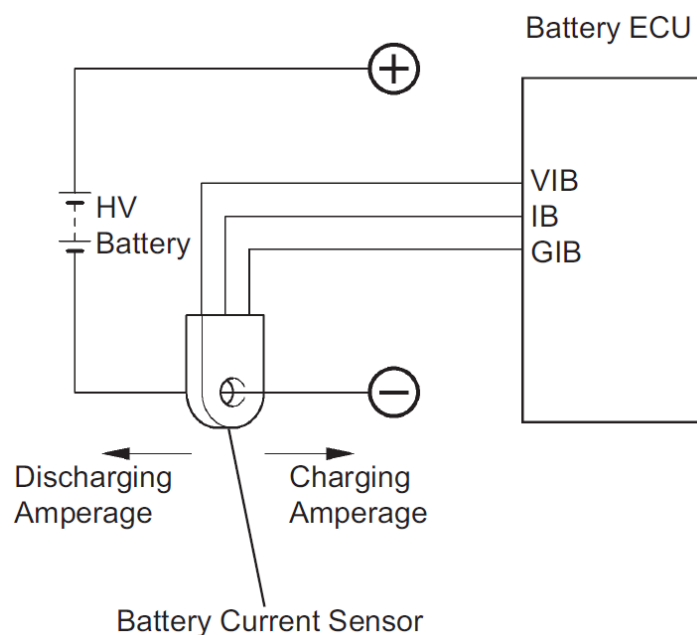 Battery ECU
+
VIB
HV
IB
Battery
GIB
−
Discharging
Amperage
Charging
Amperage
Battery Current Sensor